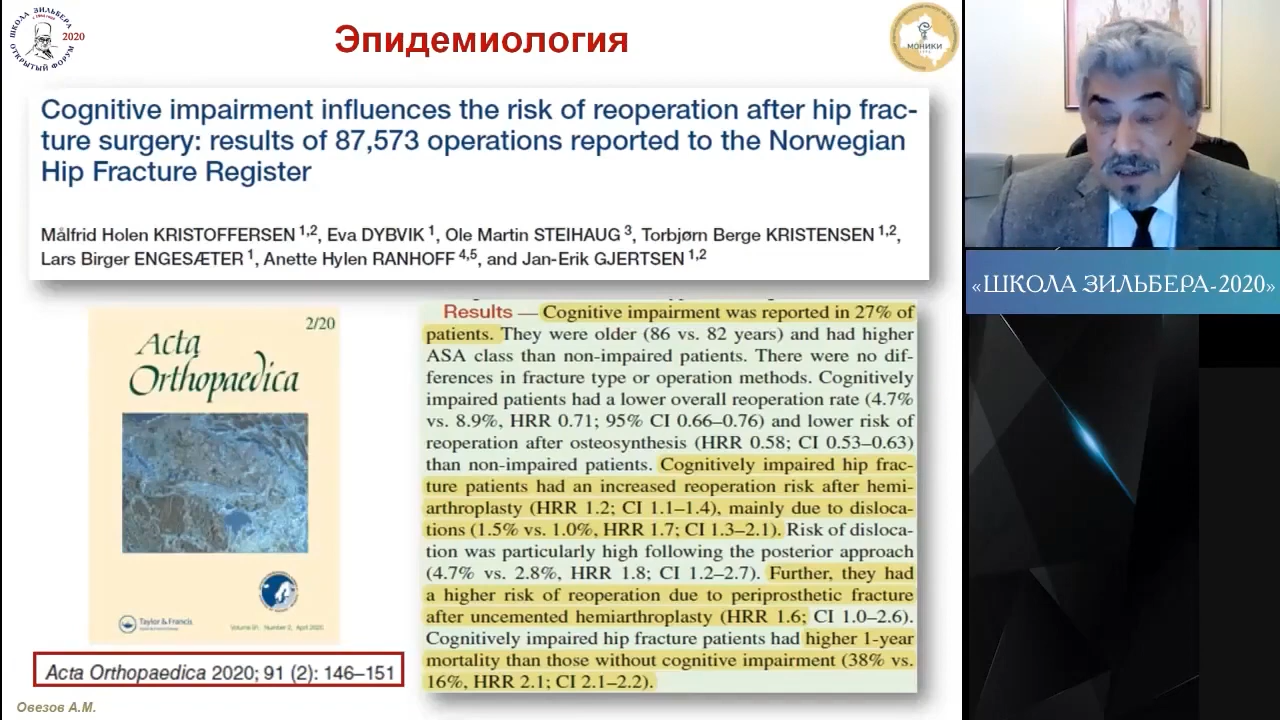 ШКОЛА ЗИЛЬБЕРА
ОТКРЫТЫЙ ФОРУМ
2020
Эпидемиология
МОНИКИ
Cognitive impairment influences the risk of reoperation after hip frac-
ture surgery: results of 87,573 operations reported to the Norwegian
Hip Fracture Register
Målfrid Holen KRISTOFFERSEN 1,2, Eva DYBVIK 1, Ole Martin STEIHAUG 3, Torbjørn Berge KRISTENSEN 1,2,
Lars Birger ENGESÆTER 1, Anette Hylen RANHOFF 4,5, and Jan-Erik GJERTSEN 1,2
«ШКОЛА ЗИЛЬБЕРА-2020»
2/20
Acta
Orthopaedica
Taylor & Francis
Volume 91, Number 2, April 2020
Results — Cognitive impairment was reported in 27% of
patients. They were older (86 vs. 82 years) and had higher
ASA class than non-impaired patients. There were no dif-
ferences in fracture type or operation methods. Cognitively
impaired patients had a lower overall reoperation rate (4.7%
vs. 8.9%, HRR 0.71; 95% CI 0.66–0.76) and lower risk of
reoperation after osteosynthesis (HRR 0.58; CI 0.53–0.63)
than non-impaired patients. Cognitively impaired hip frac-
ture patients had an increased reoperation risk after hemi-
arthroplasty (HRR 1.2; CI 1.1–1.4), mainly due to disloca-
tions (1.5% vs. 1.0%, HRR 1.7; CI 1.3–2.1). Risk of disloca-
tion was particularly high following the posterior approach
(4.7% vs. 2.8%, HRR 1.8; CI 1.2–2.7). Further, they had
a higher risk of reoperation due to periprosthetic fracture
after uncemented hemiarthroplasty (HRR 1.6; CI 1.0–2.6).
Cognitively impaired hip fracture patients had higher 1-year
mortality than those without cognitive impairment (38% vs.
16%, HRR 2.1; CI 2.1–2.2).
Acta Orthopaedica 2020; 91 (2): 146–151
Овезов А.М.